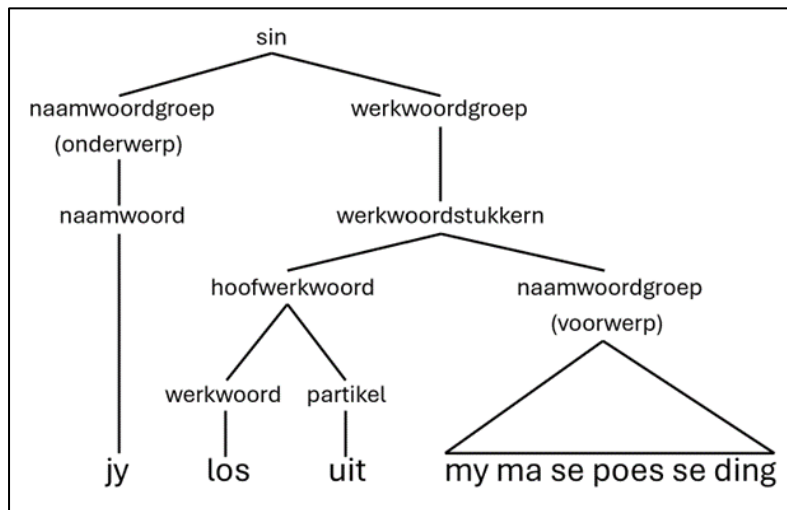 sin
naamwoordgroep werkwoordgroep
(onderwerp)
naamwoord werkwoordstukkern
hoofwerkwoord naamwoordgroep
(voorwerp)
werkwoord partikel
jy los uit my ma se poes se ding